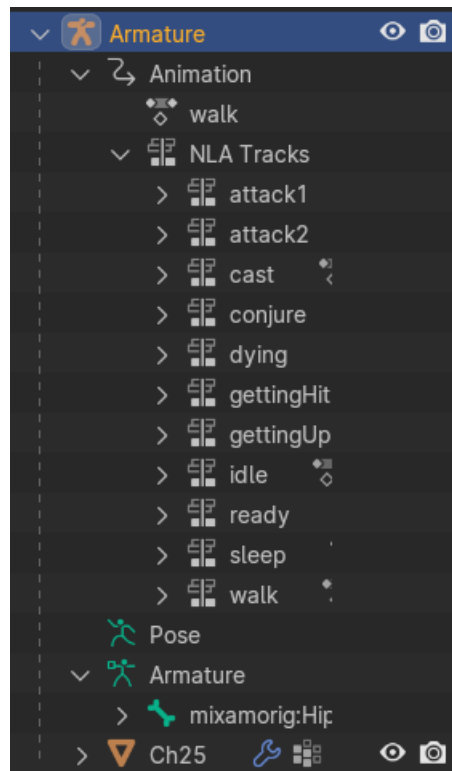 Armature
Animation
walk
NLA Tracks
attack1
attack2
cast
conjure
dying
gettingHit
gettingUp
idle
ready
sleep
walk
Pose
Armature
mixamorig:Hip
Ch25